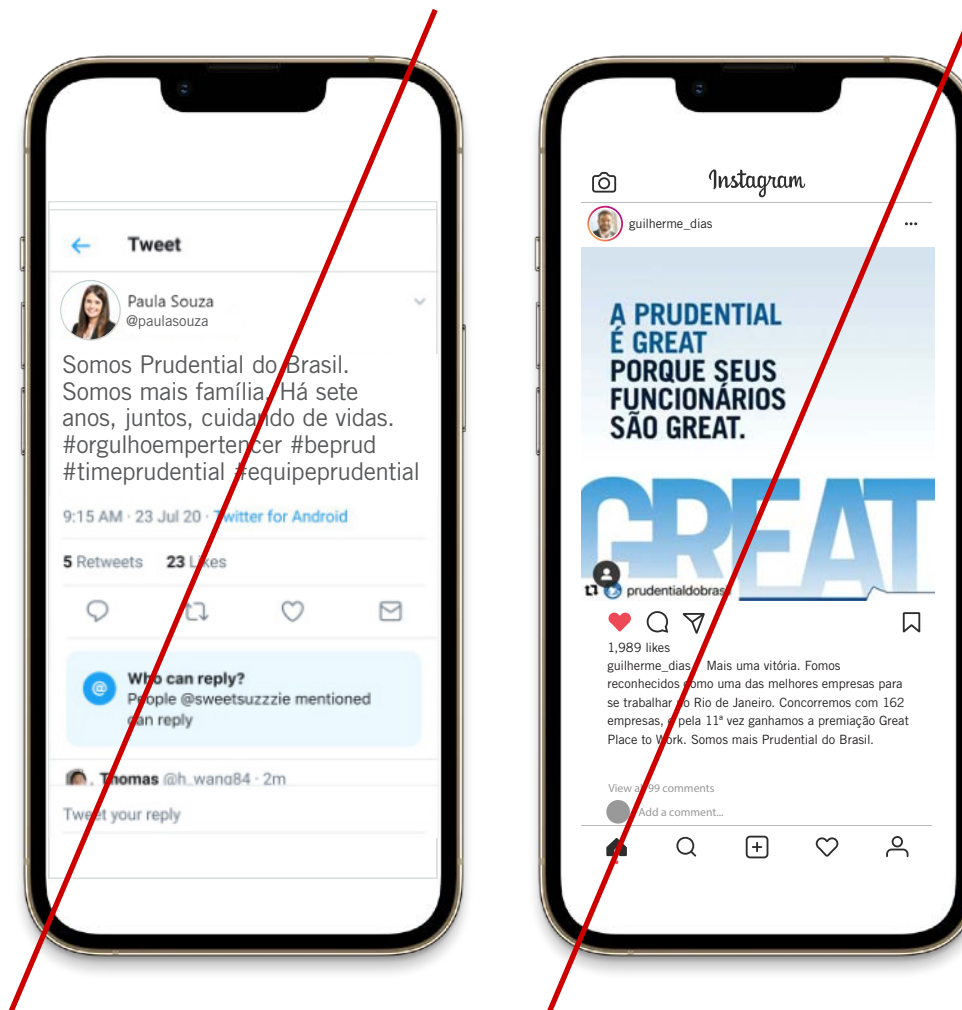 Tweet
Paula Souza
@paulasouza
Somos Prudential do Brasil.
Somos mais família. Há sete
anos, juntos, cuidando de vidas.
#orgulhoempertencer #beprud
#timeprudential #equipeprudential
9:15 AM · 23 Jul 20 · Twitter for Android
5 Retweets 23 Likes
@
Who can reply?
People @sweetsuzzzie mentioned
can reply
Thomas @h_wang84 · 2m
Tweet your reply
Instagram
guilherme_dias
A PRUDENTIAL
É GREAT
PORQUE SEUS
FUNCIONÁRIOS
SÃO GREAT.
GREAT
prudentialdobrasil
1,989 likes
guilherme_dias Mais uma vitória. Fomos
reconhecidos como uma das melhores empresas para
se trabalhar no Rio de Janeiro. Concorremos com 162
empresas, e pela 11ª vez ganhamos a premiação Great
Place to Work. Somos mais Prudential do Brasil.
View all 99 comments
Add a comment...